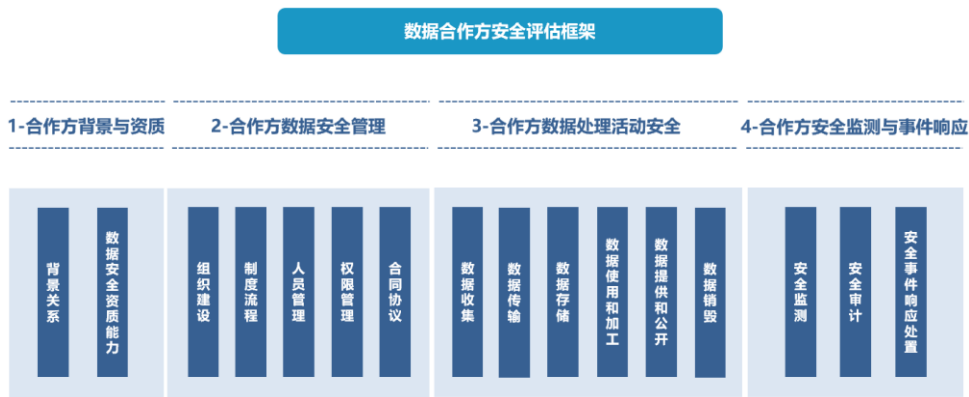 数据合作方安全评估框架
1-合作方背景与资质
2-合作方数据安全管理
3-合作方数据处理活动安全
4-合作方安全监测与事件响应
背景关系
数据安全资质能力
组织建设
制度流程
人员管理
权限管理
合同协议
数据收集
数据传输
数据存储
数据使用和加工
数据提供和公开
数据销毁
安全监测
安全审计
安全事件响应处置